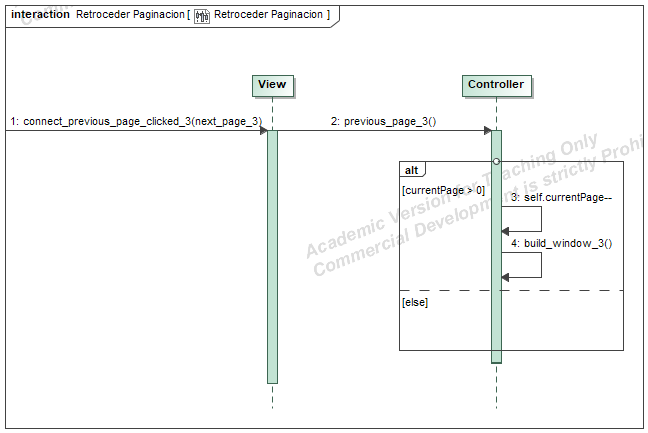 interaction Retroceder Paginacion [ Retroceder Paginacion ]
View
Controller
1: connect_previous_page_clicked_3(next_page_3)
2: previous_page_3()
alt
[currentPage > 0]
3: self.currentPage--
4: build_window_3()
[else]
Academic Version for Teaching Only
Commercial Development is strictly Prohi